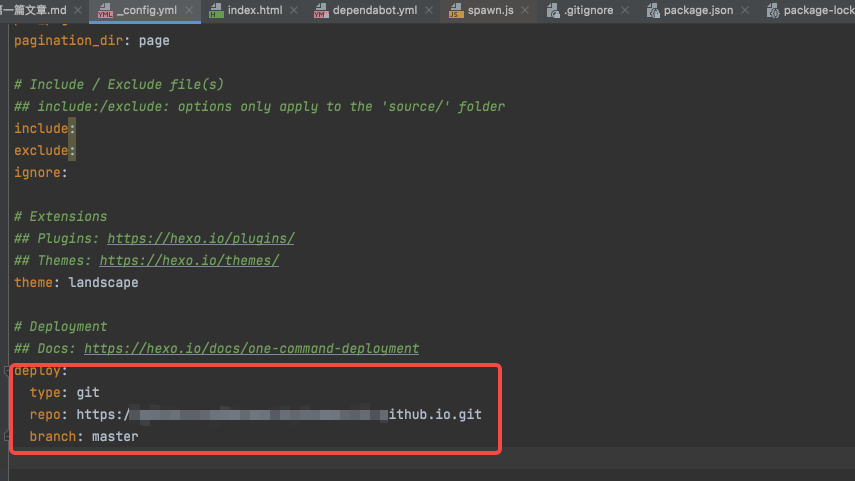 第一篇文章.md _config.yml index.html dependabot.yml spawn.js .gitignore package.json package-lock
pagination_dir: page
# Include / Exclude file(s)
## include:/exclude: options only apply to the 'source/' folder
include:
exclude:
ignore:
# Extensions
## Plugins: https://hexo.io/plugins/
## Themes: https://hexo.io/themes/
theme: landscape
# Deployment
## Docs: https://hexo.io/docs/one-command-deployment
deploy:
type: git
repo: https:/ ithub.io.git
branch: master